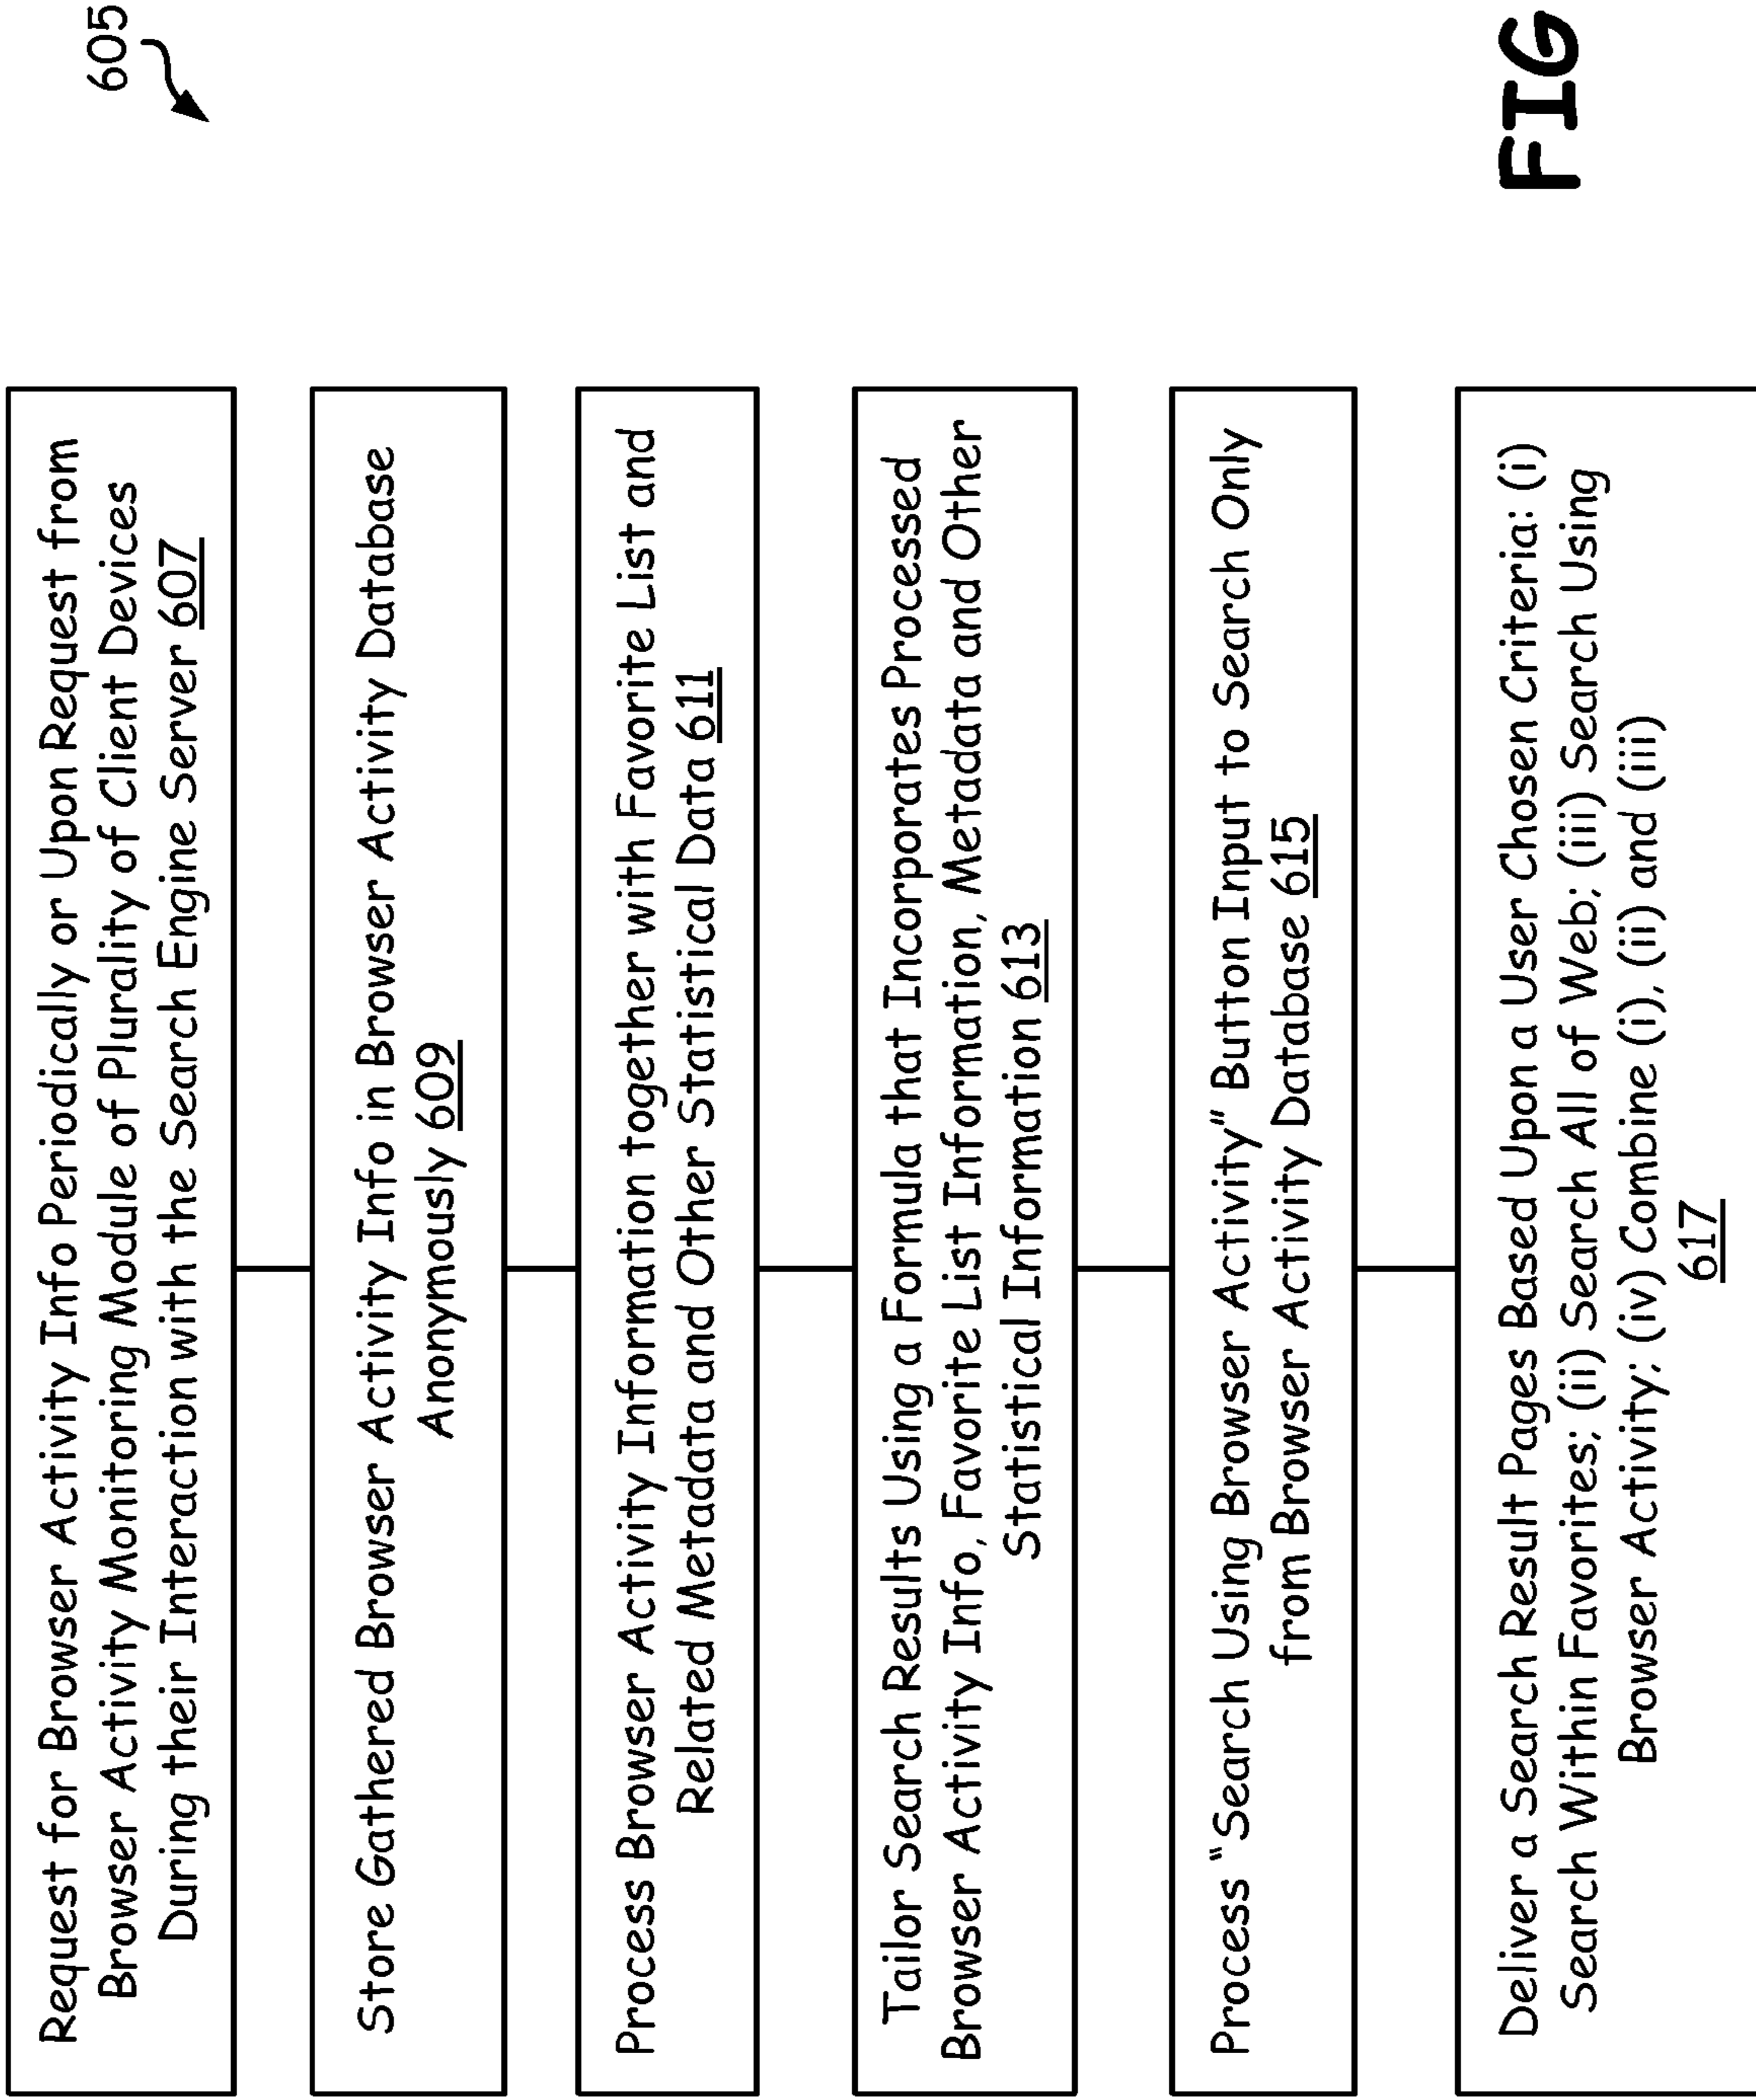 605
Request for Browser Activity Info Periodically or Upon Request from
Browser Activity Monitoring Module of Plurality of Client Devices
During their Interaction with the Search Engine Server 607
Store Gathered Browser Activity Info in Browser Activity Database
Anonymously 609
Process Browser Activity Information together with Favorite List and
Related Metadata and Other Statistical Data 611
Tailor Search Results Using a Formula that Incorporates Processed
Browser Activity Info, Favorite List Information, Metadata and Other
Statistical Information 613
Process "Search Using Browser Activity" Button Input to Search Only
from Browser Activity Database 615
Deliver a Search Result Pages Based Upon a User Chosen Criteria: (i)
Search Within Favorites; (ii) Search All of Web; (iii) Search Using
Browser Activity; (iv) Combine (i), (ii) and (iii)
617
FIG